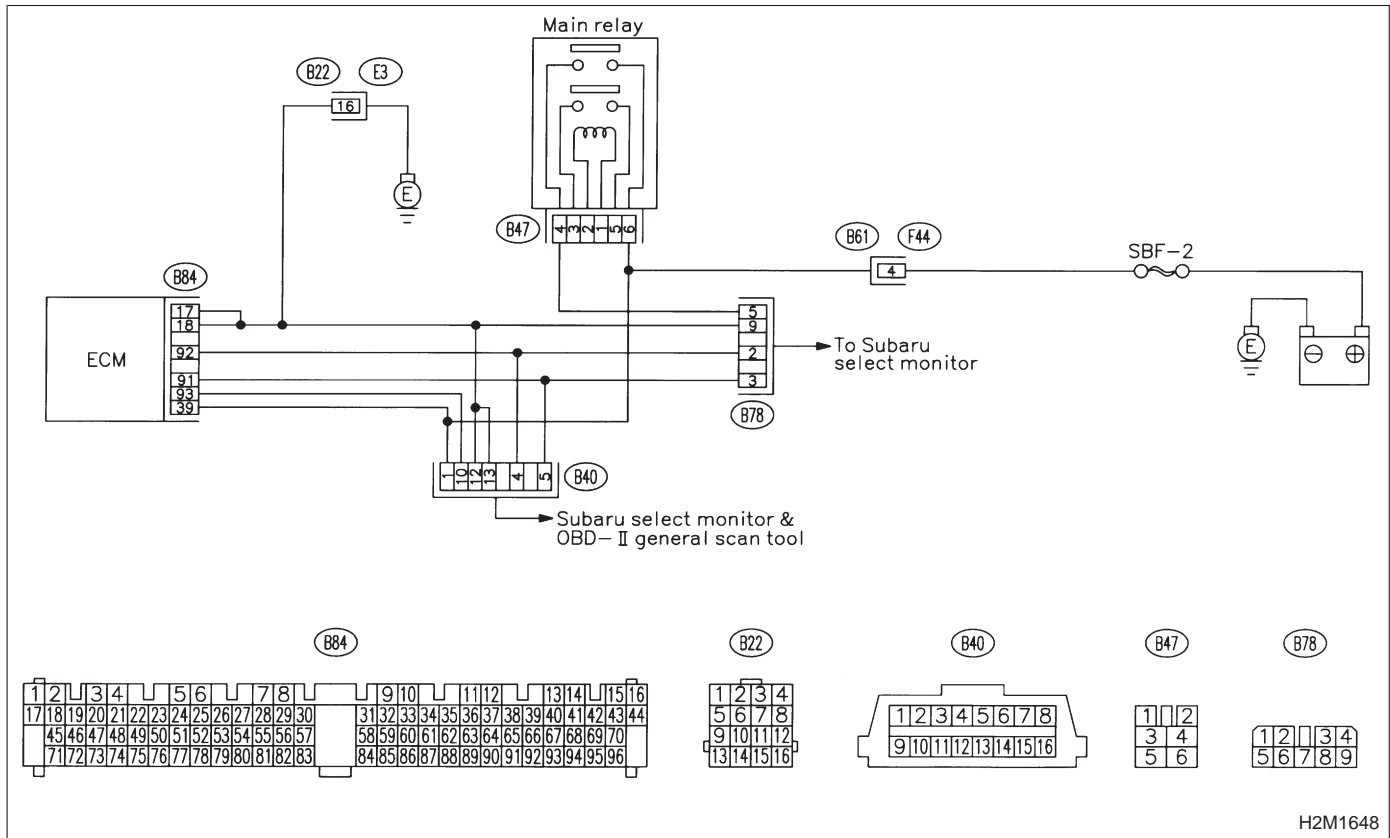 Main relay
B22 E3
16
E
B47
4 3 2 1 5 6
B61 F44
4
SBF-2
E
⊖ ⊕
B84
ECM
17
18
92
91
93
39
5
9
2
3
To Subaru
select monitor
B78
1 10 12 13 4 5
B40
Subaru select monitor &
OBD-II general scan tool
B84
1 2 3 4 5 6 7 8 9 10 11 12 13 14 15 16
17 18 19 20 21 22 23 24 25 26 27 28 29 30 31 32 33 34 35 36 37 38 39 40 41 42 43 44
45 46 47 48 49 50 51 52 53 54 55 56 57 58 59 60 61 62 63 64 65 66 67 68 69 70
71 72 73 74 75 76 77 78 79 80 81 82 83 84 85 86 87 88 89 90 91 92 93 94 95 96
B22
1 2 3 4
5 6 7 8
9 10 11 12
13 14 15 16
B40
1 2 3 4 5 6 7 8
9 10 11 12 13 14 15 16
B47
1 2
3 4
5 6
B78
1 2 3 4
5 6 7 8 9
H2M1648